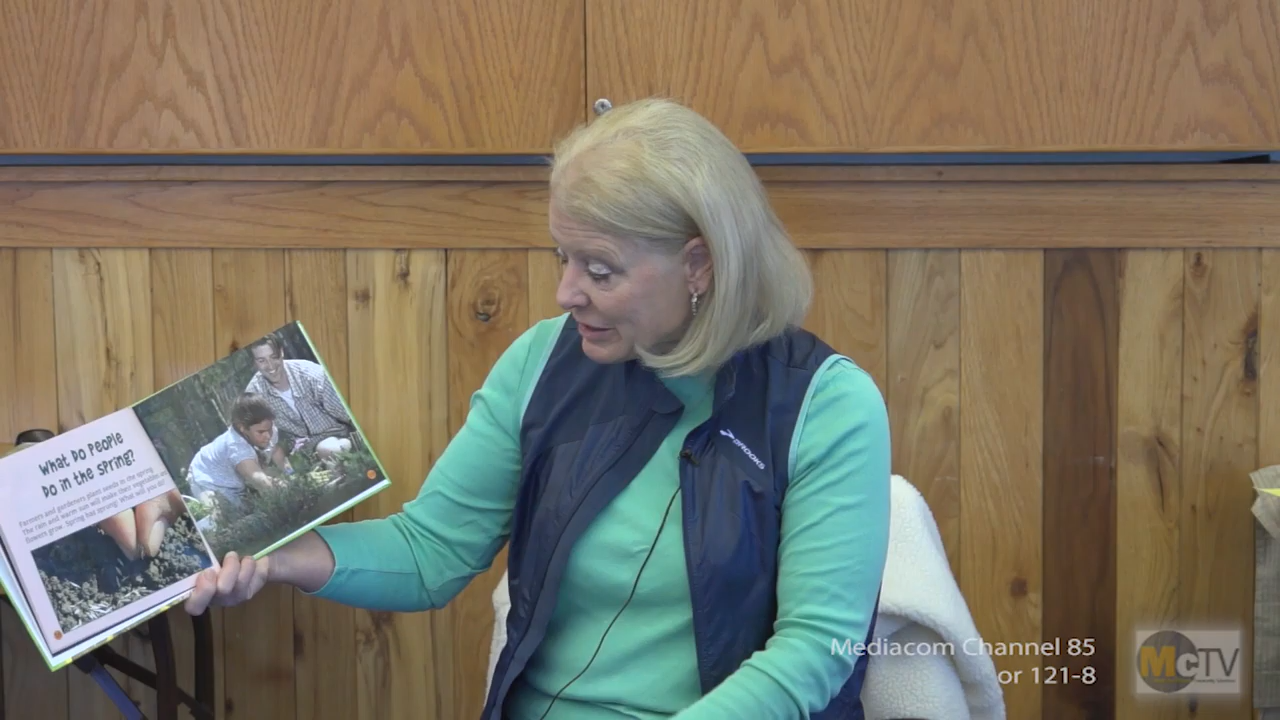 What Do People
Do in the Spring?
Farmers and gardeners plant seeds in the spring.
The rain and warm sun will make their vegetables and
flowers grow. Spring has sprung! What will you do?
BROOKS
Mediacom Channel 85
or 121-8
McTV